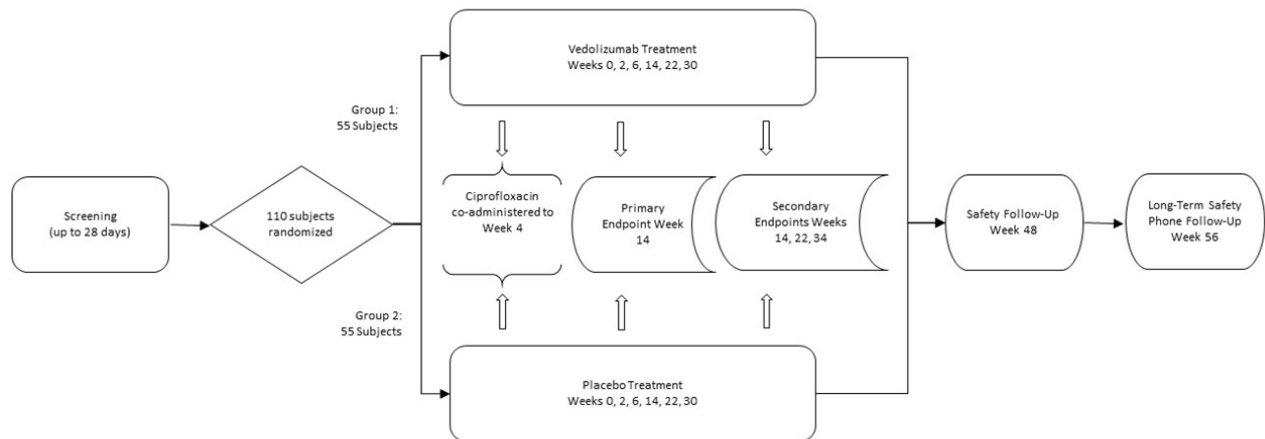 Vedolizumab Treatment
Weeks 0, 2, 6, 14, 22, 30
Group 1:
55 Subjects
Screening
(up to 28 days)
110 subjects
randomized
Ciprofloxacin
co-administered to
Week 4
Primary
Endpoint Week
14
Secondary
Endpoints Weeks
14, 22, 34
Safety Follow-Up
Week 48
Long-Term Safety
Phone Follow-Up
Week 56
Group 2:
55 Subjects
Placebo Treatment
Weeks 0, 2, 6, 14, 22, 30